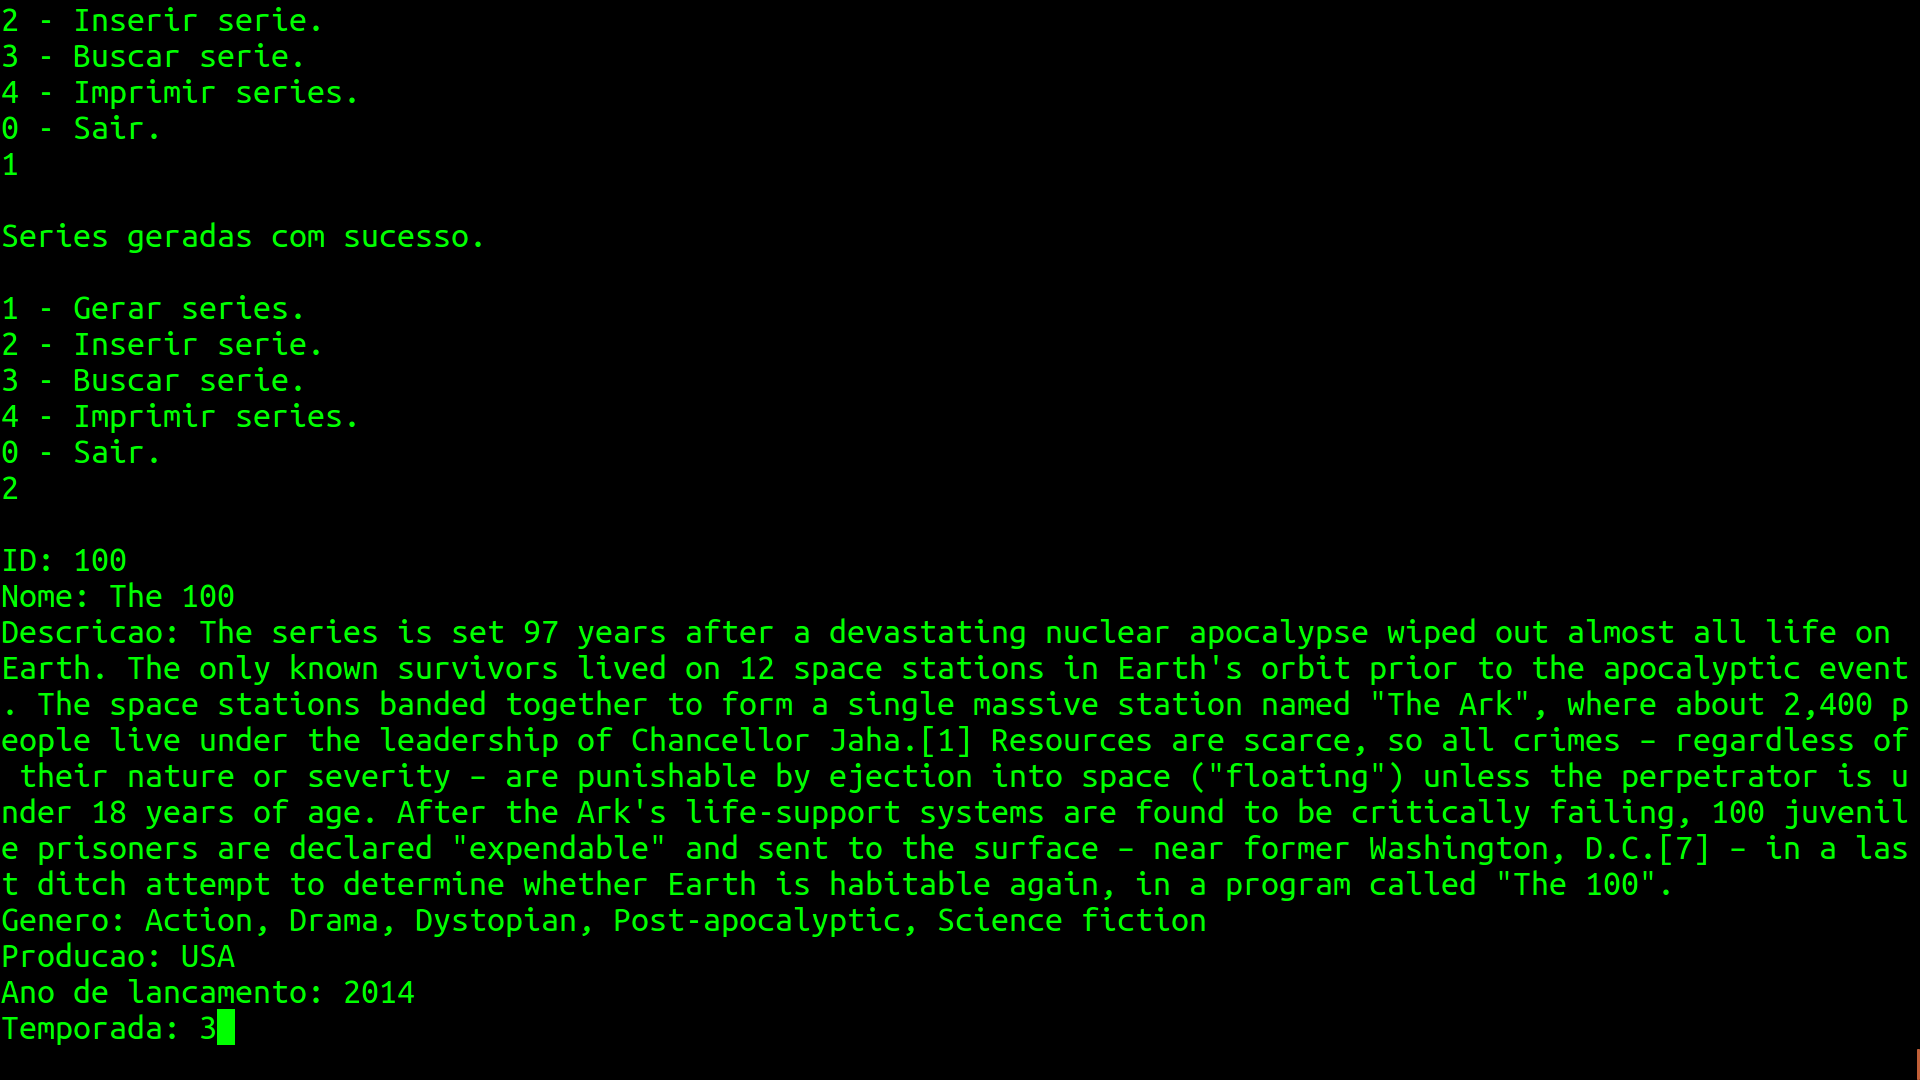 2 - Inserir serie.
3 - Buscar serie.
4 - Imprimir series.
0 - Sair.
1
Series geradas com sucesso.
1 - Gerar series.
2 - Inserir serie.
3 - Buscar serie.
4 - Imprimir series.
0 - Sair.
2
ID: 100
Nome: The 100
Descricao: The series is set 97 years after a devastating nuclear apocalypse wiped out almost all life on
Earth. The only known survivors lived on 12 space stations in Earth's orbit prior to the apocalyptic event
. The space stations banded together to form a single massive station named "The Ark", where about 2,400 p
eople live under the leadership of Chancellor Jaha.[1] Resources are scarce, so all crimes – regardless of
 their nature or severity – are punishable by ejection into space ("floating") unless the perpetrator is u
nder 18 years of age. After the Ark's life-support systems are found to be critically failing, 100 juvenil
e prisoners are declared "expendable" and sent to the surface – near former Washington, D.C.[7] – in a las
t ditch attempt to determine whether Earth is habitable again, in a program called "The 100".
Genero: Action, Drama, Dystopian, Post-apocalyptic, Science fiction
Producao: USA
Ano de lancamento: 2014
Temporada: 3